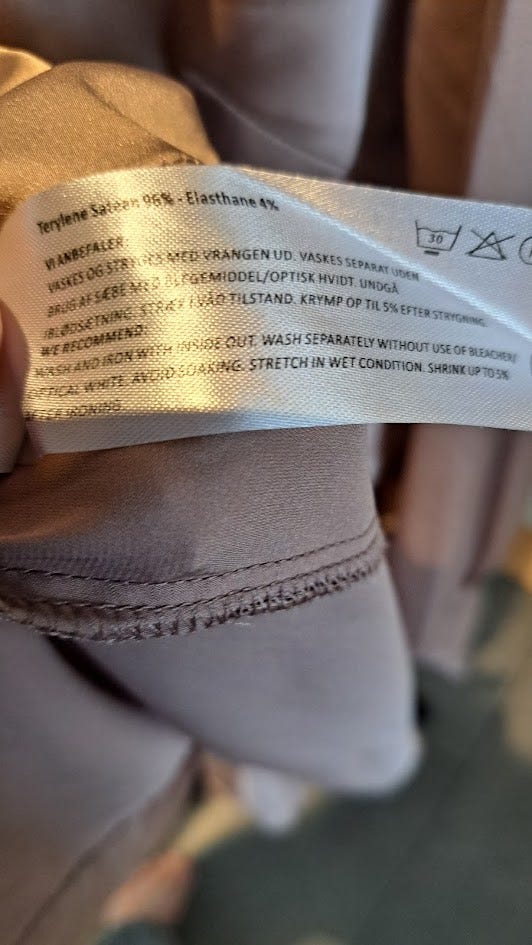 Terylene Sateen 96% - Elasthane 4%
30
VI ANBEFALER:
VASKES OG STRYGES MED VRANGEN UD. VASKES SEPARAT UDEN
BRUG AF SÆBE MED BLEGEMIDDEL/OPTISK HVIDT. UNDGÅ
IBLØDSÆTNING. STRÆK I VÅD TILSTAND. KRYMP OP TIL 5% EFTER STRYGNING.
WE RECOMMEND:
WASH AND IRON WITH INSIDE OUT. WASH SEPARATELY WITHOUT USE OF BLEACHER/
OPTICAL WHITE. AVOID SOAKING. STRETCH IN WET CONDITION. SHRINK UP TO 5%
AFTER IRONING